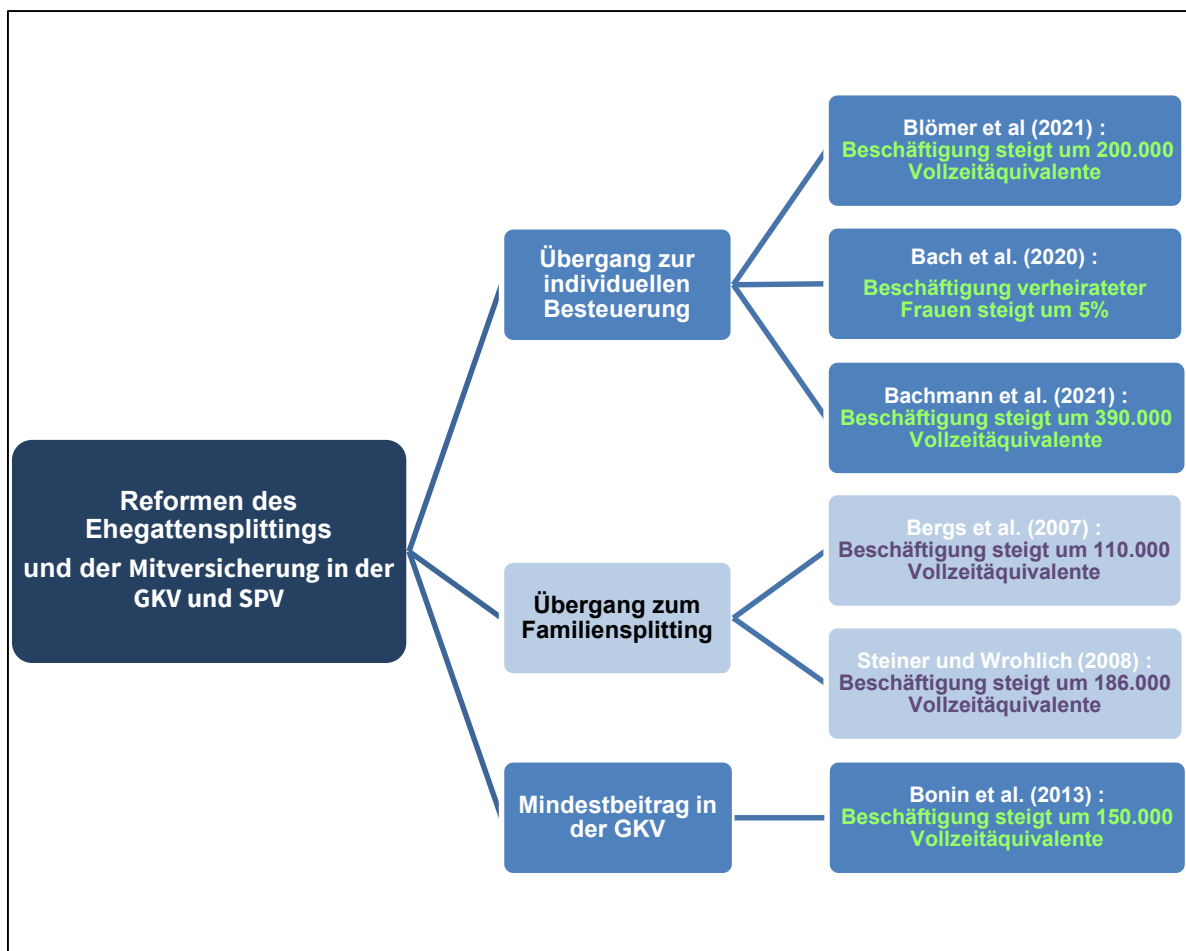 Reformen des
Ehegattensplittings
und der Mitversicherung in der
GKV und SPV
Übergang zur
individuellen
Besteuerung
Blömer et al (2021) :
Beschäftigung steigt um 200.000
Vollzeitäquivalente
Bach et al. (2020) :
Beschäftigung verheirateter
Frauen steigt um 5%
Bachmann et al. (2021) :
Beschäftigung steigt um 390.000
Vollzeitäquivalente
Übergang zum
Familiensplitting
Bergs et al. (2007) :
Beschäftigung steigt um 110.000
Vollzeitäquivalente
Steiner und Wrohlich (2008) :
Beschäftigung steigt um 186.000
Vollzeitäquivalente
Mindestbeitrag in
der GKV
Bonin et al. (2013) :
Beschäftigung steigt um 150.000
Vollzeitäquivalente